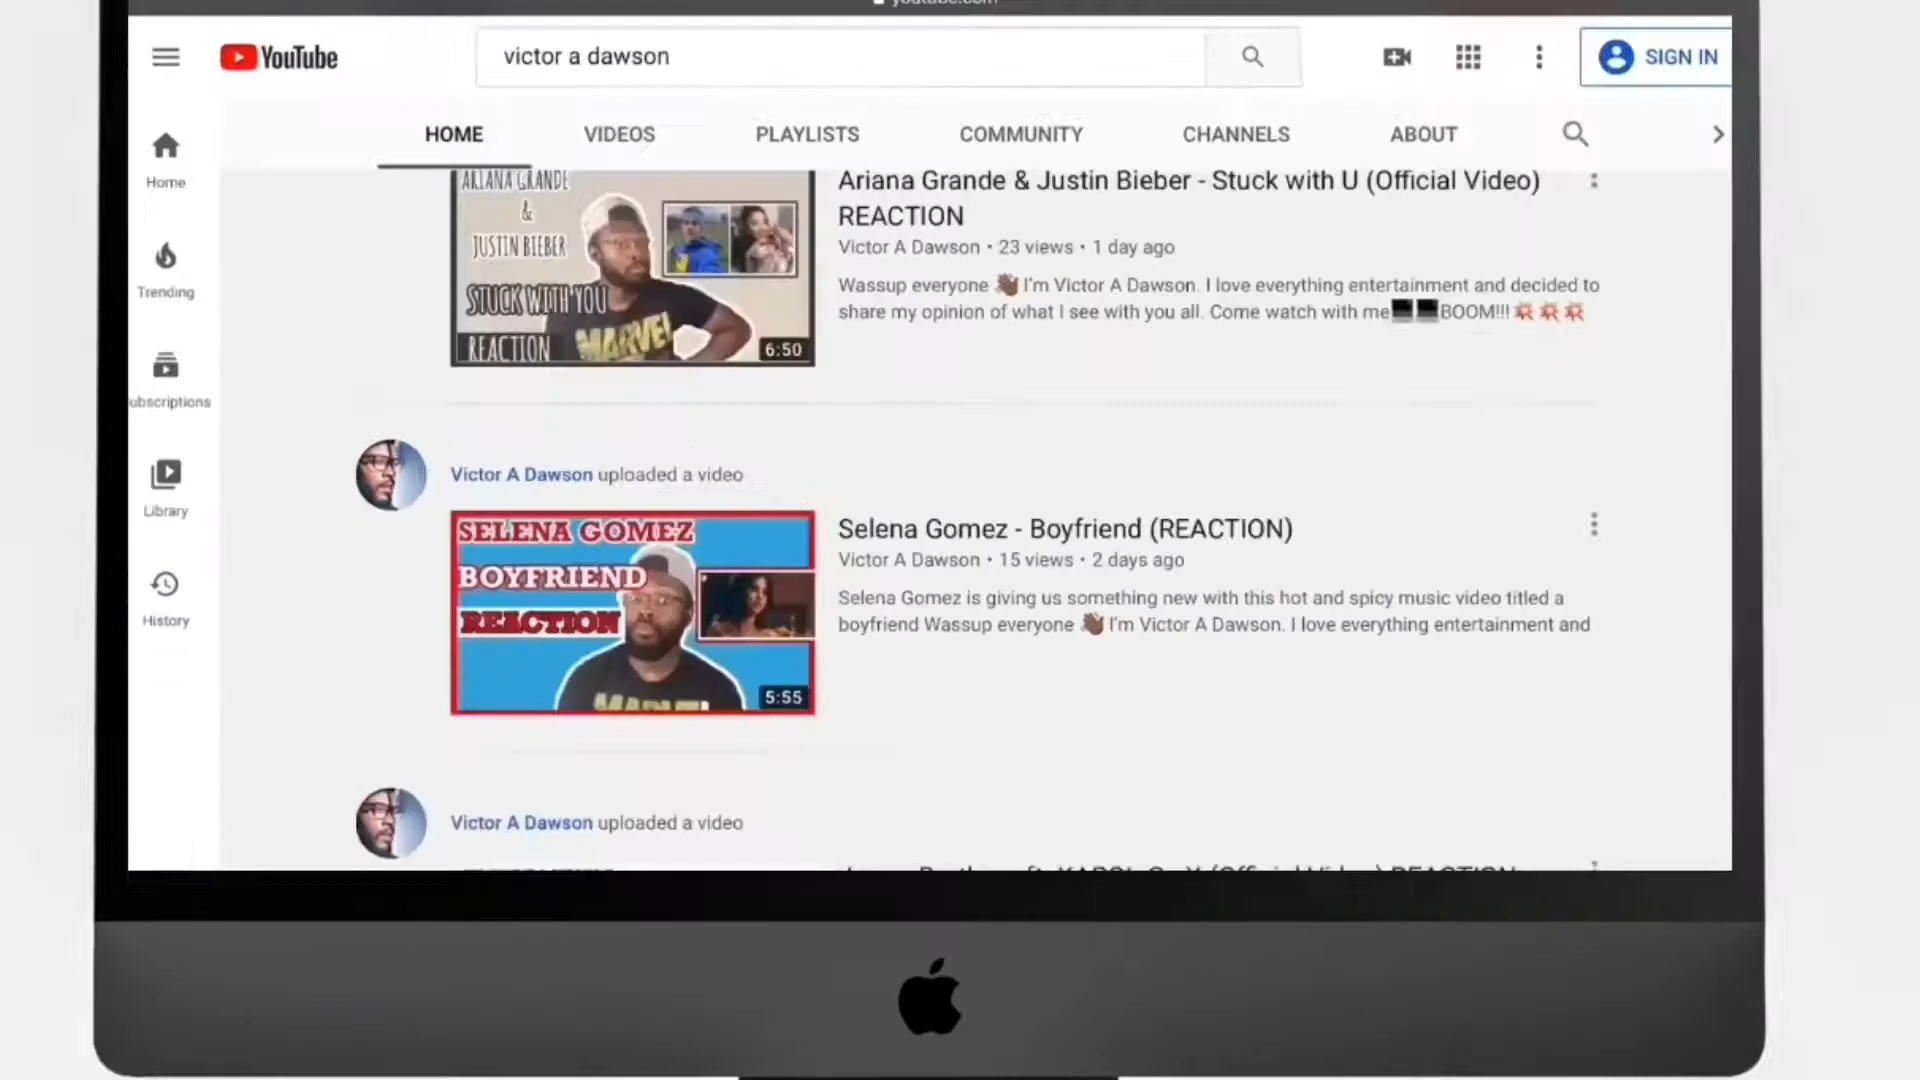 youtube.com
YouTube
victor a dawson
SIGN IN
HOME VIDEOS PLAYLISTS COMMUNITY CHANNELS ABOUT
Home
Trending
ubscriptions
Library
History
ARIANA GRANDE
&
JUSTIN BIEBER
STUCK WITH YOU
REACTION
MARVEL
6:50
Ariana Grande & Justin Bieber - Stuck with U (Official Video)
REACTION
Victor A Dawson • 23 views • 1 day ago
Wassup everyone 👋🏾 I'm Victor A Dawson. I love everything entertainment and decided to
share my opinion of what I see with you all. Come watch with me⬛⬛BOOM!!! 💥 💥 💥
Victor A Dawson uploaded a video
SELENA GOMEZ
BOYFRIEND
REACTION
MARVEL
5:55
Selena Gomez - Boyfriend (REACTION)
Victor A Dawson • 15 views • 2 days ago
Selena Gomez is giving us something new with this hot and spicy music video titled a
boyfriend Wassup everyone 👋🏾 I'm Victor A Dawson. I love everything entertainment and
Victor A Dawson uploaded a video